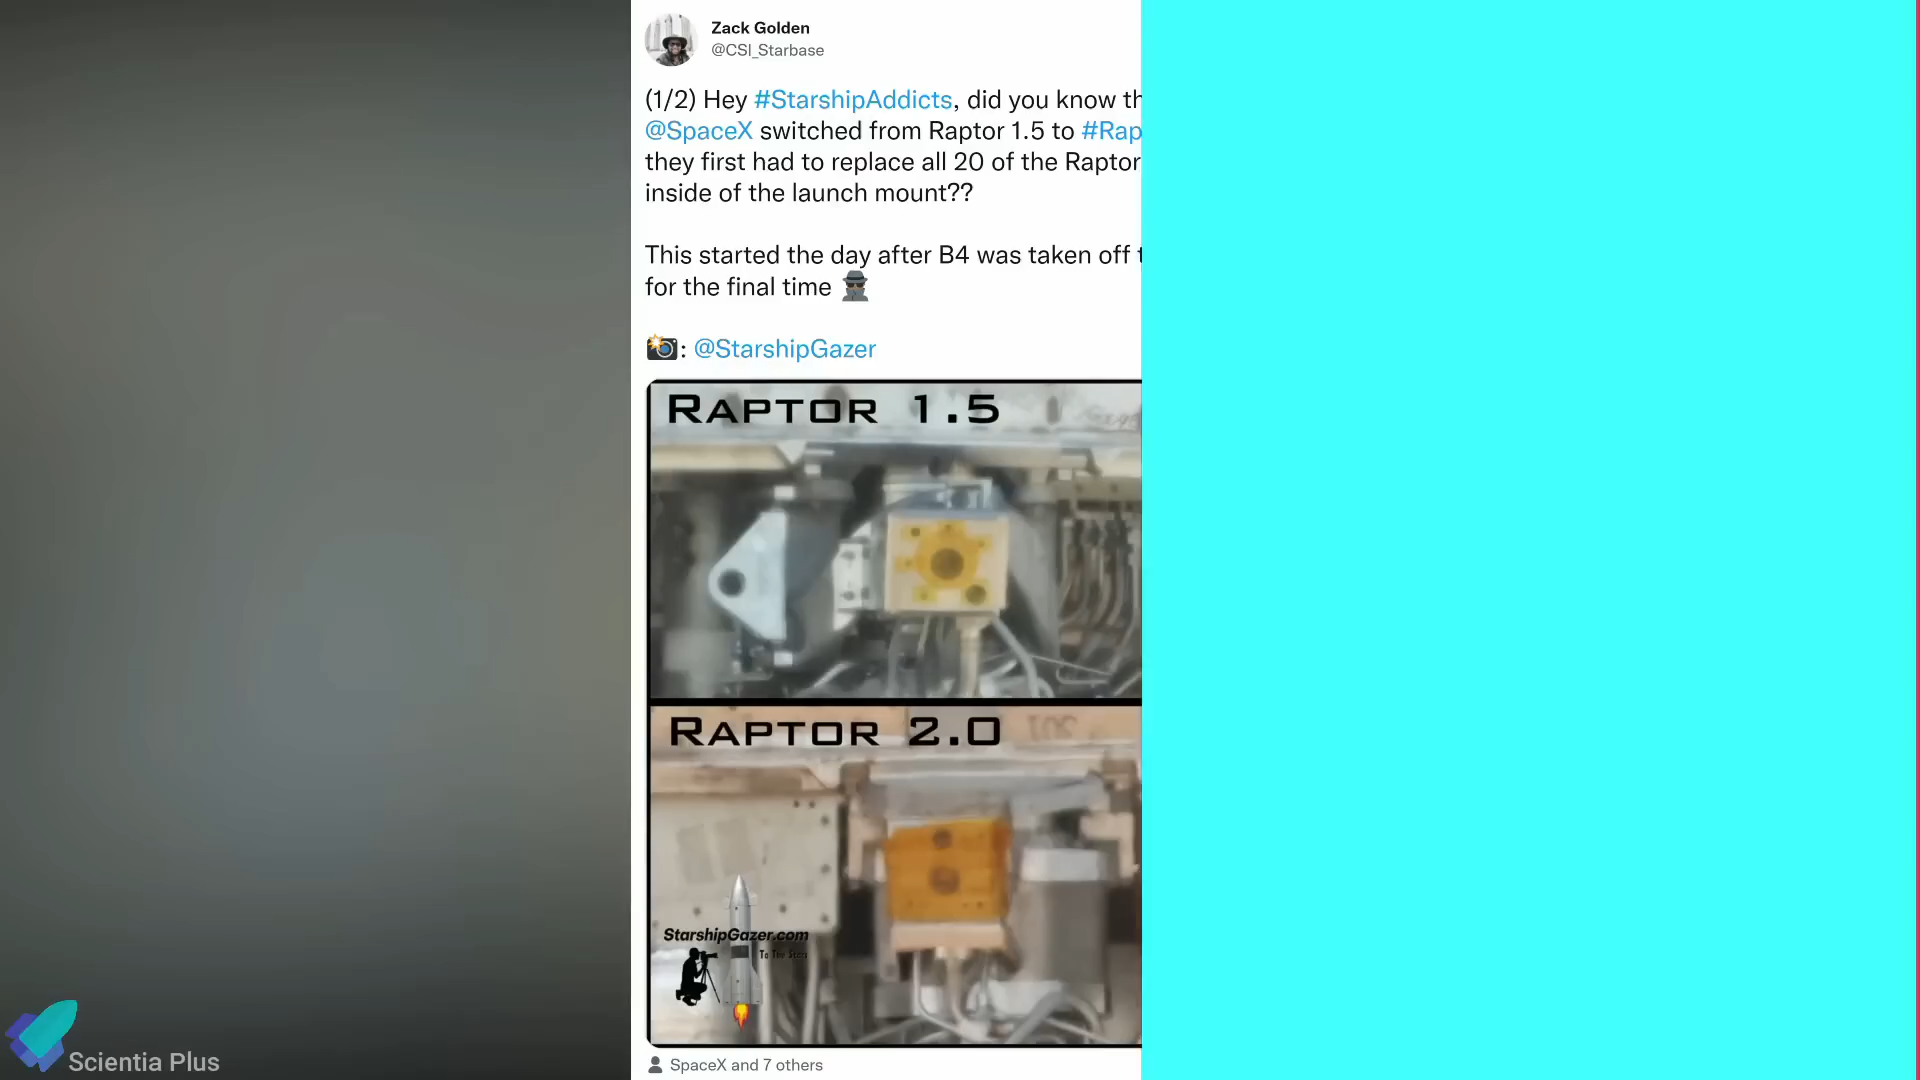 Zack Golden
@CSI_Starbase
(1/2) Hey #StarshipAddicts, did you know th
@SpaceX switched from Raptor 1.5 to #Rap
they first had to replace all 20 of the Raptor
inside of the launch mount??
This started the day after B4 was taken off t
for the final time
: @StarshipGazer
RAPTOR 1.5
RAPTOR 2.0
StarshipGazer.com
To The Stars
SpaceX and 7 others
Scientia Plus